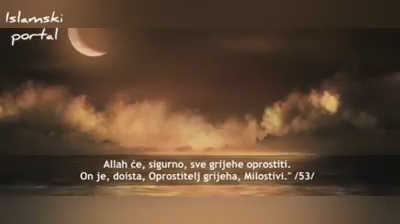 Islamski
portal
Allah će, sigurno, sve grijehe oprostiti.
On je, doista, Oprostitelj grijeha, Milostivi." /53/